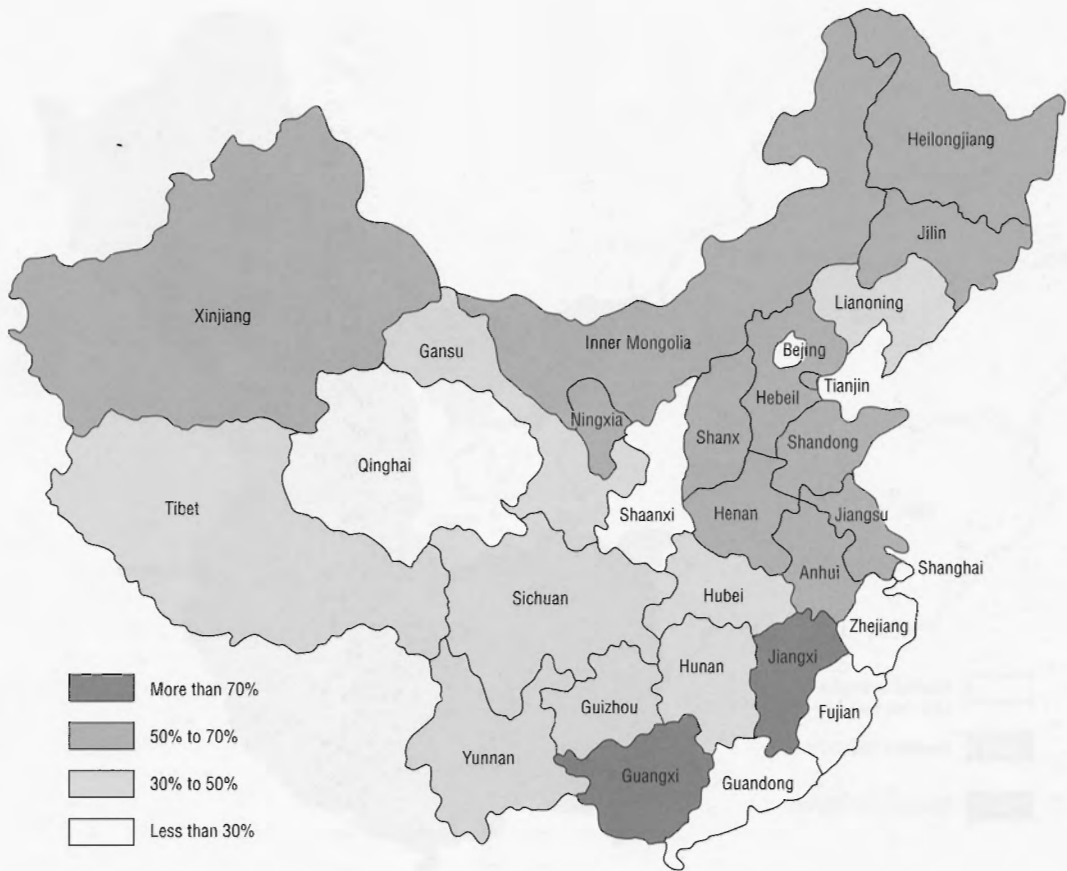 Heilongjiang
Jilin
Lianoning
Xinjiang
Inner Mongolia
Gansu
Bejing
Tianjin
Hebeil
Ningxia
Shanx
Shandong
Qinghai
Tibet
Shaanxi
Henan
Jiangsu
Anhui
Shanghai
Sichuan
Hubei
Zhejiang
Jiangxi
Hunan
Guizhou
Fujian
Yunnan
Guangxi
Guandong
More than 70%
50% to 70%
30% to 50%
Less than 30%